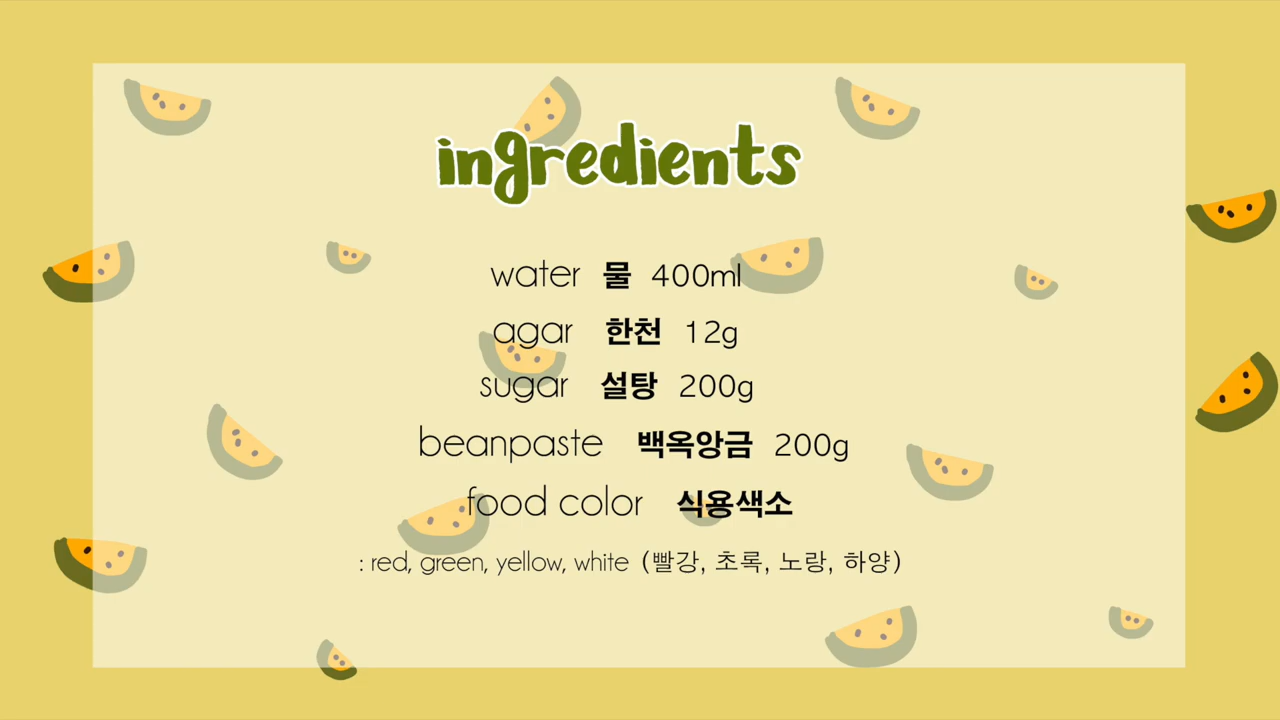 ingredients
water 물 400ml
agar 한천 12g
sugar 설탕 200g
beanpaste 백옥앙금 200g
food color 식용색소
: red, green, yellow, white (빨강, 초록, 노랑, 하양)